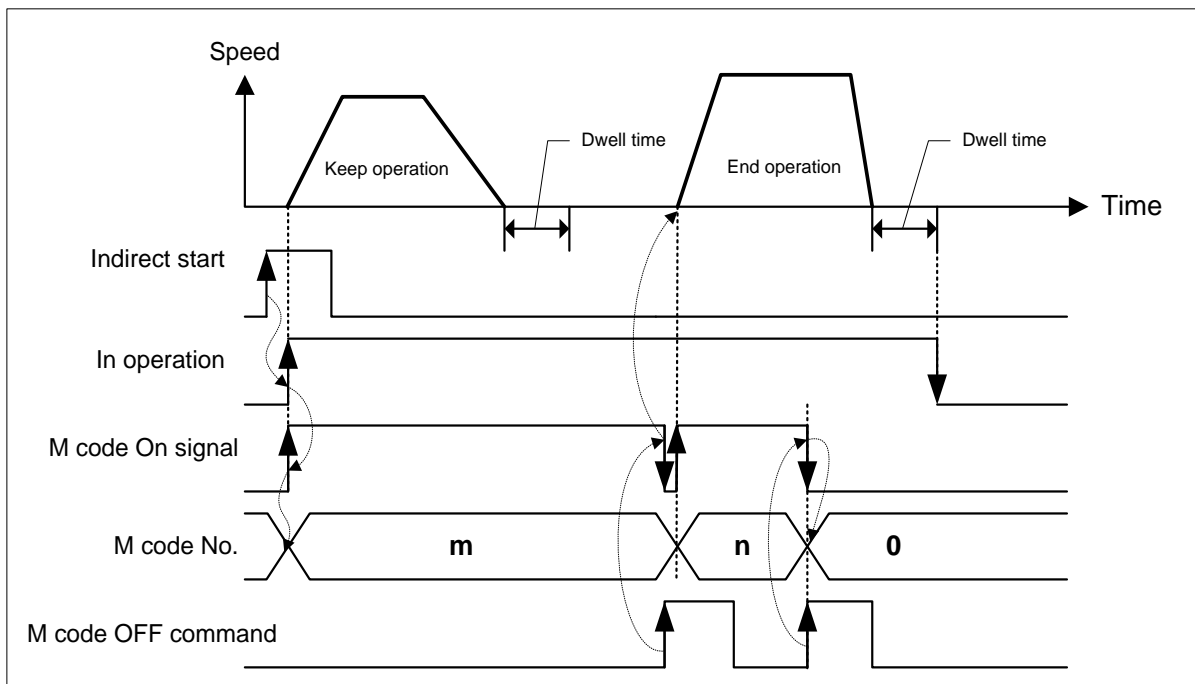 Speed
Dwell time
Dwell time
Keep operation
End operation
Time
Indirect start
In operation
M code On signal
M code No.
m
n
0
M code OFF command